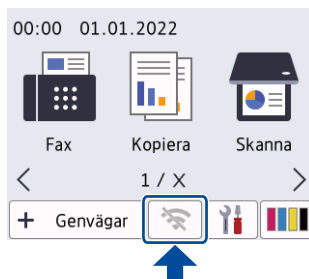 00:00 01.01.2022
Fax Kopiera Skanna
< 1 / X >
+ Genvägar